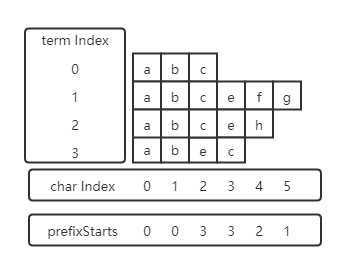 term Index
0 a b c
1 a b c e f g
2 a b c e h
3 a b e c
char Index 0 1 2 3 4 5
prefixStarts 0 0 3 3 2 1